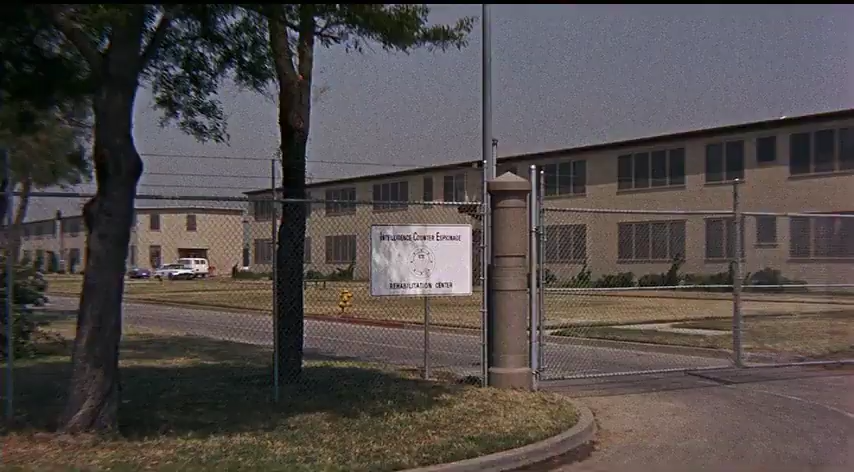 INTELLIGENCE COUNTER ESPIONAGE
REHABILITATION CENTER